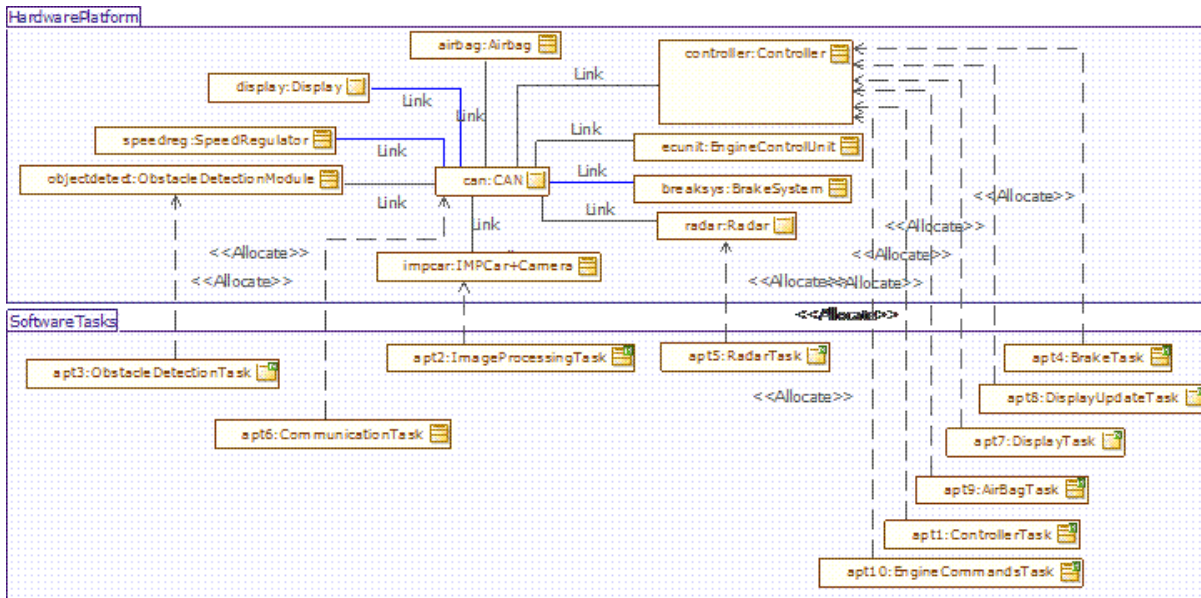 HardwarePlatform
airbag:Airbag
controller:Controller
Link
display:Display
Link
Link
Link
speedreg:SpeedRegulator
Link
ecunit:EngineControlUnit
objectdetect:ObstacleDetectionModule
can:CAN
Link
breaksys:BrakeSystem
Link
Link
radar:Radar
<<Allocate>>
Link
<<Allocate>>
<<Allocate>>
impcar:IMPCar+Camera
<<Allocate>>
<<Allocate>>
<<Allocate>>
<<Allocate>>
<<Allocate>>
SoftwareTasks
<<Allocate>>
apt3:ObstacleDetectionTask
apt2:ImageProcessingTask
apt5:RadarTask
apt4:BrakeTask
<<Allocate>>
apt8:DisplayUpdateTask
apt6:CommunicationTask
apt7:DisplayTask
apt9:AirBagTask
apt1:ControllerTask
apt10:EngineCommandsTask